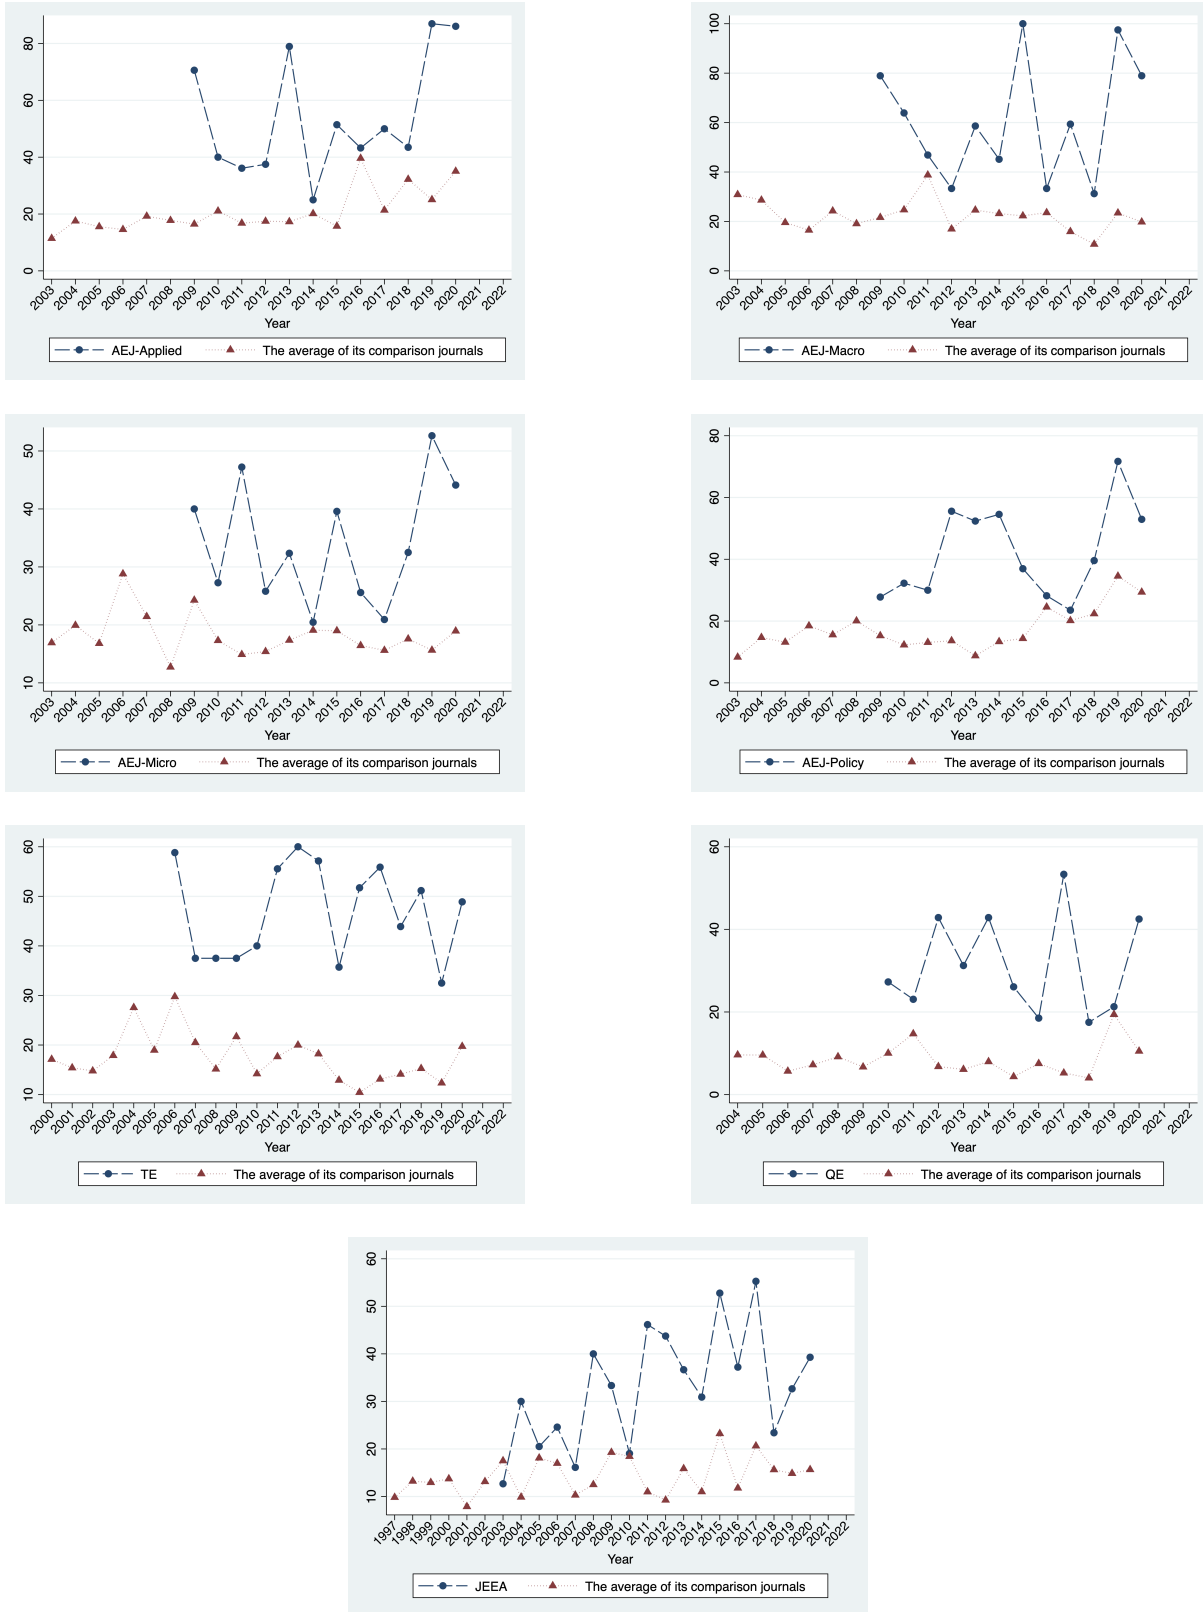 80
60
40
20
0
2003 2004 2005 2006 2007 2008 2009 2010 2011 2012 2013 2014 2015 2016 2017 2018 2019 2020 2021 2022
Year
AEJ-Applied The average of its comparison journals
100
80
60
40
20
0
2003 2004 2005 2006 2007 2008 2009 2010 2011 2012 2013 2014 2015 2016 2017 2018 2019 2020 2021 2022
Year
AEJ-Macro The average of its comparison journals
50
40
30
20
10
2003 2004 2005 2006 2007 2008 2009 2010 2011 2012 2013 2014 2015 2016 2017 2018 2019 2020 2021 2022
Year
AEJ-Micro The average of its comparison journals
80
60
40
20
0
2003 2004 2005 2006 2007 2008 2009 2010 2011 2012 2013 2014 2015 2016 2017 2018 2019 2020 2021 2022
Year
AEJ-Policy The average of its comparison journals
60
50
40
30
20
10
2000 2001 2002 2003 2004 2005 2006 2007 2008 2009 2010 2011 2012 2013 2014 2015 2016 2017 2018 2019 2020 2021 2022
Year
TE The average of its comparison journals
60
40
20
0
2004 2005 2006 2007 2008 2009 2010 2011 2012 2013 2014 2015 2016 2017 2018 2019 2020 2021 2022
Year
QE The average of its comparison journals
60
50
40
30
20
10
1997 1998 1999 2000 2001 2002 2003 2004 2005 2006 2007 2008 2009 2010 2011 2012 2013 2014 2015 2016 2017 2018 2019 2020 2021 2022
Year
JEEA The average of its comparison journals